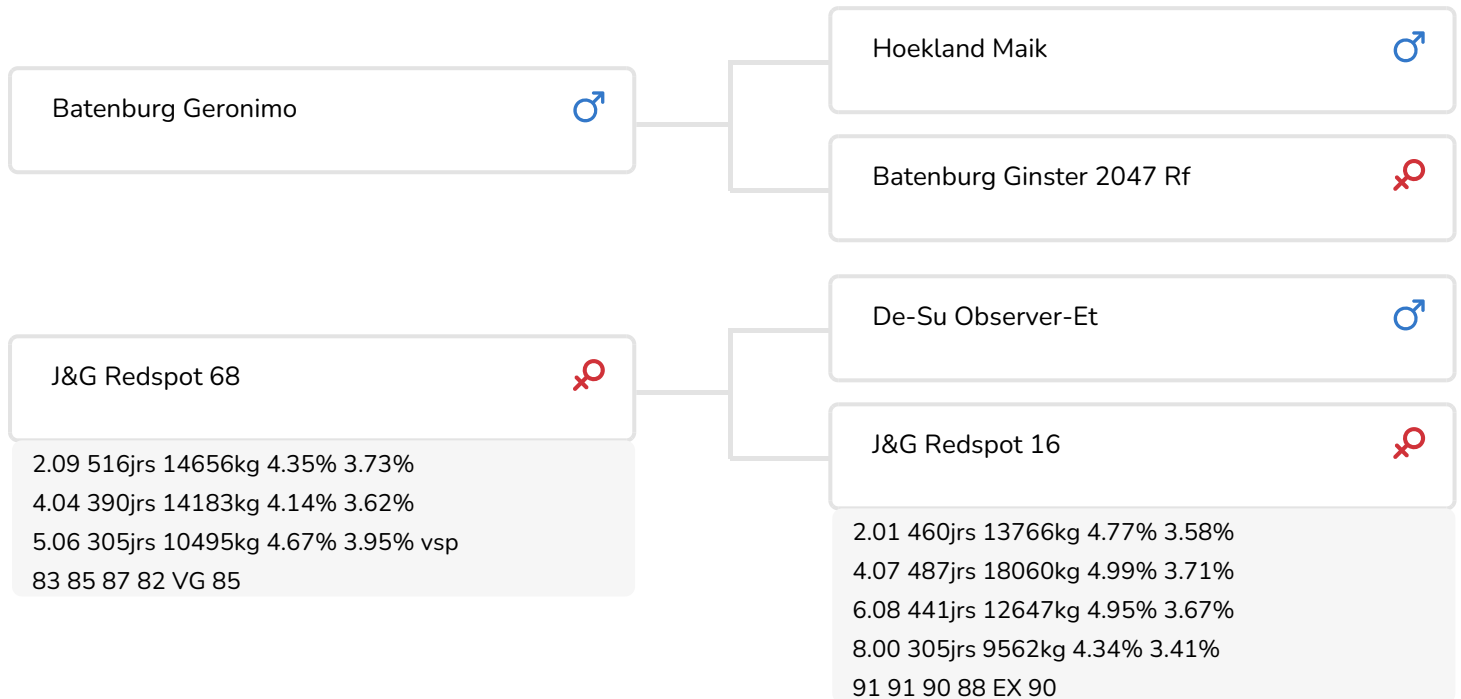 Batenburg Geronimo
Hoekland Maik
Batenburg Ginster 2047 Rf
J&G Redspot 68
2.09 516jrs 14656kg 4.35% 3.73%
4.04 390jrs 14183kg 4.14% 3.62%
5.06 305jrs 10495kg 4.67% 3.95% vsp
83 85 87 82 VG 85
De-Su Observer-Et
J&G Redspot 16
2.01 460jrs 13766kg 4.77% 3.58%
4.07 487jrs 18060kg 4.99% 3.71%
6.08 441jrs 12647kg 4.95% 3.67%
8.00 305jrs 9562kg 4.34% 3.41%
91 91 90 88 EX 90